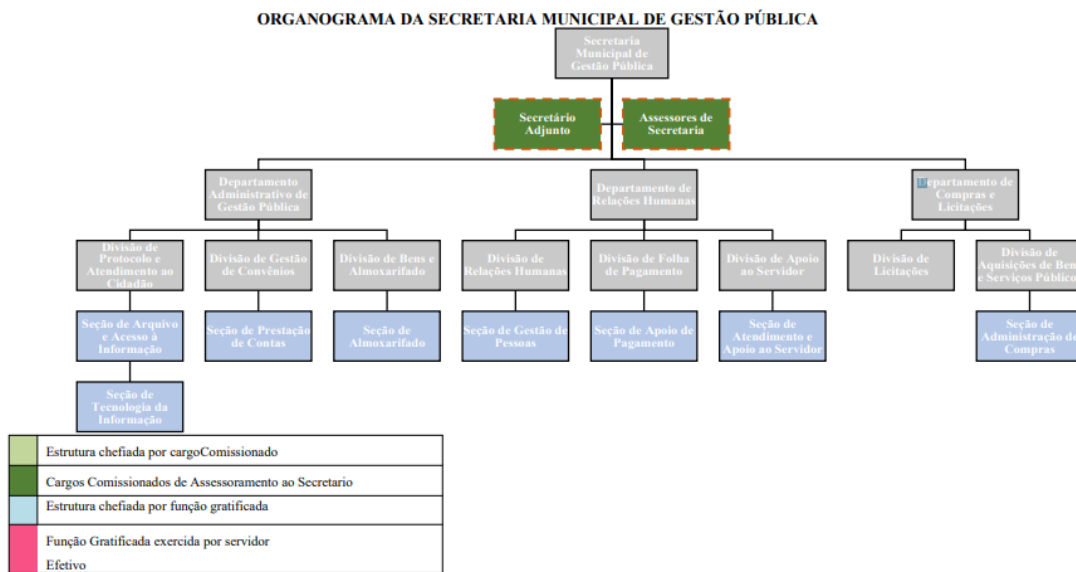 ORGANOGRAMA DA SECRETARIA MUNICIPAL DE GESTÃO PÚBLICA
Secretaria
Municipal de
Gestão Pública
Secretário
Adjunto
Assessores de
Secretaria
Departamento
Administrativo de
Gestão Pública
Departamento de
Relações Humanas
Departamento de
Compras e
Licitações
Divisão de
Protocolo e
Atendimento ao
Cidadão
Divisão de Gestão
de Convênios
Divisão de Bens e
Almoxarifado
Divisão de
Relações Humanas
Divisão de Folha
de Pagamento
Divisão de Apoio
ao Servidor
Divisão de
Licitações
Divisão de
Aquisições de Bens
e Serviços Público
Seção de Arquivo
e Acesso à
Informação
Seção de Prestação
de Contas
Seção de
Almoxarifado
Seção de Gestão de
Pessoas
Seção de Apoio de
Pagamento
Seção de
Atendimento e
Apoio ao Servidor
Seção de
Administração de
Compras
Seção de
Tecnologia da
Informação
Estrutura chefiada por cargoComissionado
Cargos Comissionados de Assessoramento ao Secretario
Estrutura chefiada por função gratificada
Função Gratificada exercida por servidor
Efetivo